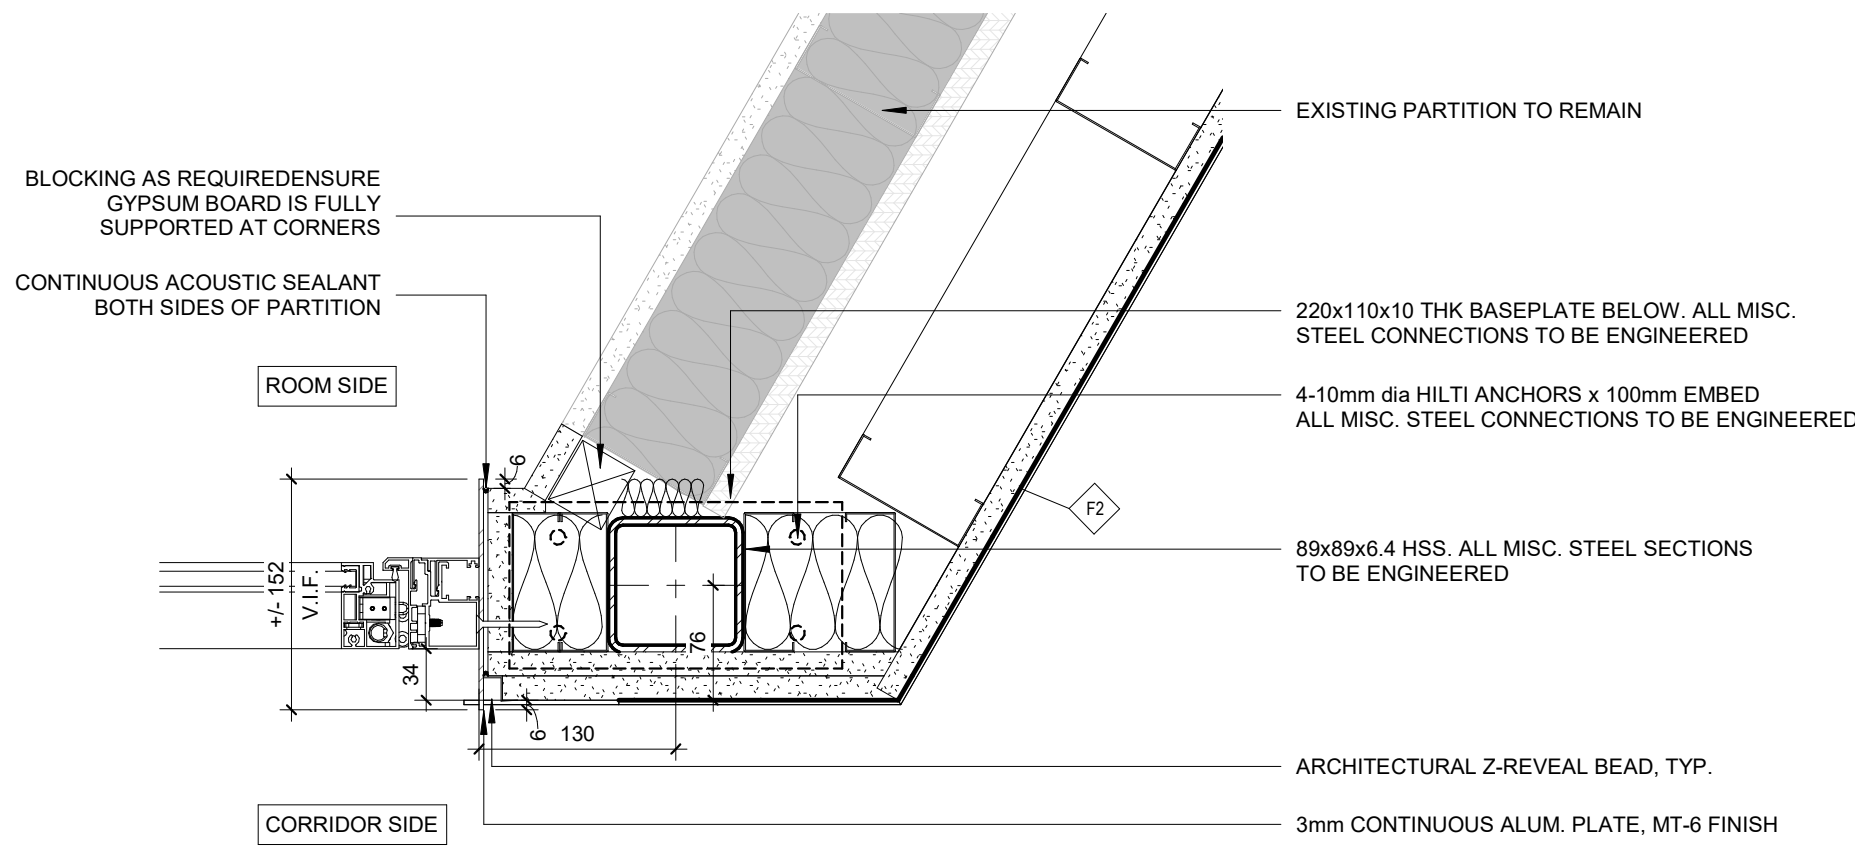 EXISTING PARTITION TO REMAIN
BLOCKING AS REQUIREDENSURE
GYPSUM BOARD IS FULLY
SUPPORTED AT CORNERS
CONTINUOUS ACOUSTIC SEALANT
BOTH SIDES OF PARTITION
220x110x10 THK BASEPLATE BELOW. ALL MISC.
STEEL CONNECTIONS TO BE ENGINEERED
ROOM SIDE
4-10mm dia HILTI ANCHORS x 100mm EMBED
ALL MISC. STEEL CONNECTIONS TO BE ENGINEERED
6
F2
89x89x6.4 HSS. ALL MISC. STEEL SECTIONS
TO BE ENGINEERED
+/- 152
V.I.F.
76
34
6
130
ARCHITECTURAL Z-REVEAL BEAD, TYP.
CORRIDOR SIDE
3mm CONTINUOUS ALUM. PLATE, MT-6 FINISH